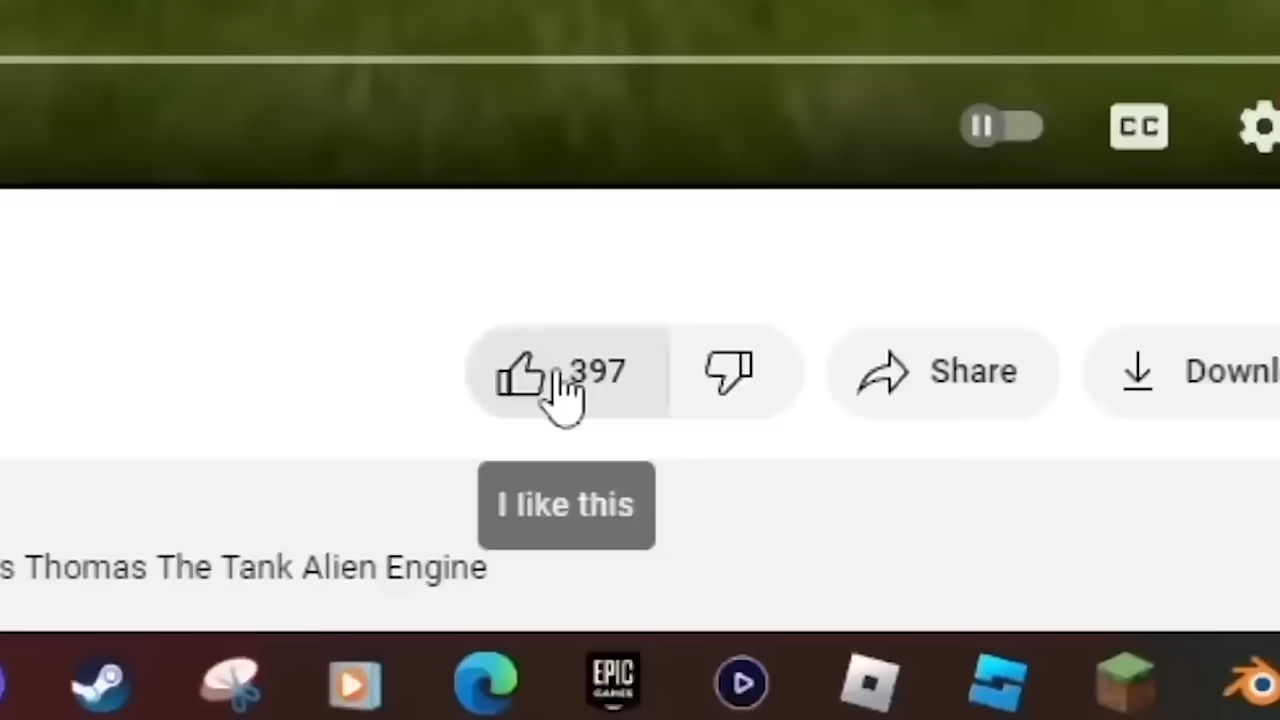 CC
397
Share
Downl
I like this
s Thomas The Tank Alien Engine
EPIC
GAMES